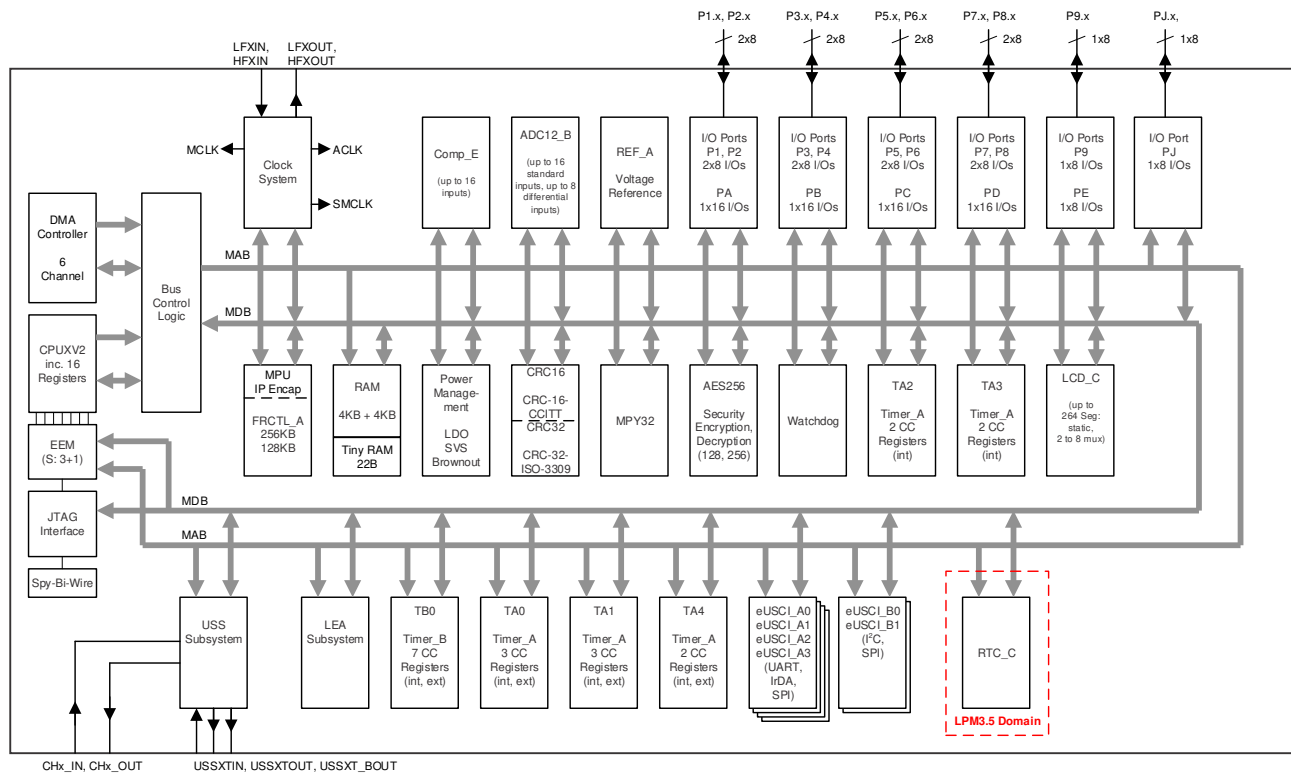 P1.x, P2.x
P3.x, P4.x
P5.x, P6.x
P7.x, P8.x
P9.x
PJ.x,
2x8
2x8
2x8
2x8
1x8
1x8
LFXIN,
HFXIN
LFXOUT,
HFXOUT
MCLK
Clock
System
ACLK
SMCLK
Comp_E
(up to 16
inputs)
ADC12_B
(up to 16
standard
inputs, up to 8
differential
inputs)
REF_A
Voltage
Reference
I/O Ports
P1, P2
2x8 I/Os
PA
1x16 I/Os
I/O Ports
P3, P4
2x8 I/Os
PB
1x16 I/Os
I/O Ports
P5, P6
2x8 I/Os
PC
1x16 I/Os
I/O Ports
P7, P8
2x8 I/Os
PD
1x16 I/Os
I/O Ports
P9
1x8 I/Os
PE
1x8 I/Os
I/O Port
PJ
1x8 I/Os
DMA
Controller
6
Channel
Bus
Control
Logic
MAB
MDB
CPUXV2
inc. 16
Registers
EEM
(S: 3+1)
JTAG
Interface
Spy-Bi-Wire
MPU
IP Encap
FRCTL_A
256KB
128KB
RAM
4KB + 4KB
Tiny RAM
22B
Power
Manage-
ment
LDO
SVS
Brownout
CRC16
CRC-16-
CCITT
CRC32
CRC-32-
ISO-3309
MPY32
AES256
Security
Encryption,
Decryption
(128, 256)
Watchdog
TA2
Timer_A
2 CC
Registers
(int)
TA3
Timer_A
2 CC
Registers
(int)
LCD_C
(up to
264 Seg:
static,
2 to 8 mux)
MDB
MAB
USS
Subsystem
LEA
Subsystem
TB0
Timer_B
7 CC
Registers
(int, ext)
TA0
Timer_A
3 CC
Registers
(int, ext)
TA1
Timer_A
3 CC
Registers
(int, ext)
TA4
Timer_A
2 CC
Registers
(int, ext)
eUSCI_A0
eUSCI_A1
eUSCI_A2
eUSCI_A3
(UART,
IrDA,
SPI)
eUSCI_B0
eUSCI_B1
(I²C,
SPI)
RTC_C
LPM3.5 Domain
CHx_IN, CHx_OUT
USSXTIN, USSXTOUT, USSXT_BOUT